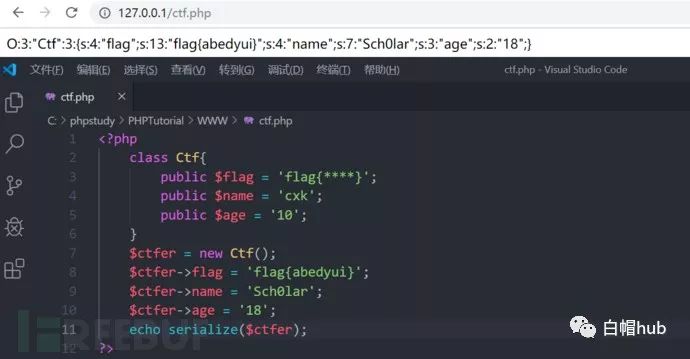 127.0.0.1/ctf.php
O:3:"Ctf":3:{s:4:"flag";s:13:"flag{abedyui}";s:4:"name";s:7:"Sch0lar";s:3:"age";s:2:"18";}
文件(F) 编辑(E) 选择(S) 查看(V) 转到(G) 调试(D) 终端(T) 帮助(H) ctf.php - Visual Studio Code
ctf.php
C: > phpstudy > PHPTutorial > WWW > ctf.php
1 <?php
2 class Ctf{
3 public $flag = 'flag{****}';
4 public $name = 'cxk';
5 public $age = '10';
6 }
7 $ctfer = new Ctf();
8 $ctfer->flag = 'flag{abedyui}';
9 $ctfer->name = 'Sch0lar';
10 $ctfer->age = '18';
11 echo serialize($ctfer);
12 ?>
FREEBUF
白帽hub